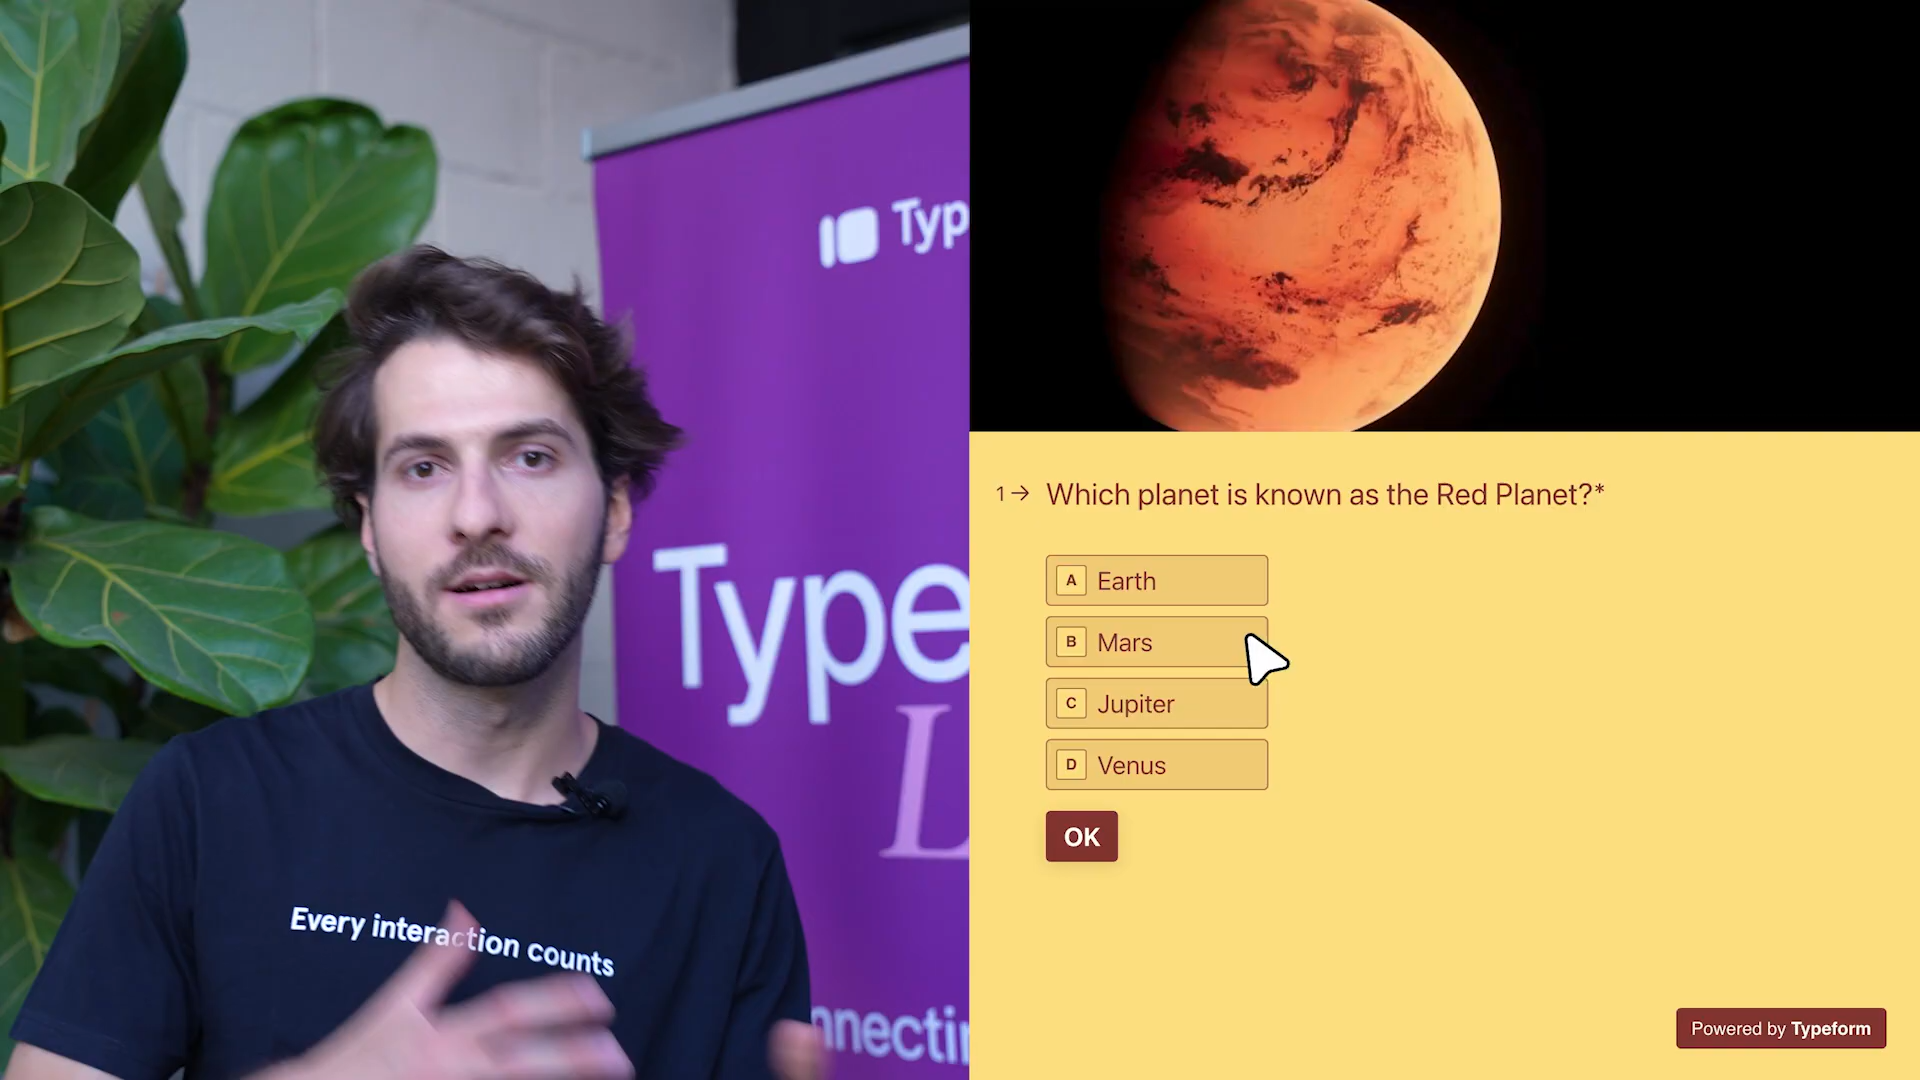 Typ
Type
L
nnectin
Every interaction counts
1→ Which planet is known as the Red Planet?*
A Earth
B Mars
C Jupiter
D Venus
OK
Powered by Typeform